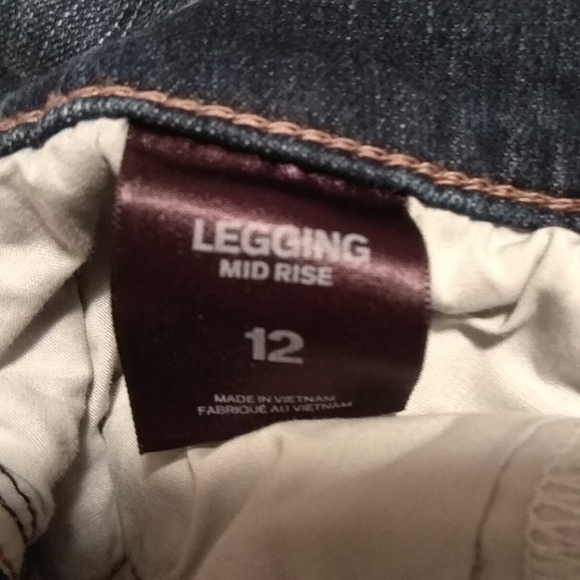 LEGGING
MID RISE
12
MADE IN VIETNAM
FABRIQUÉ AU VIETNAM